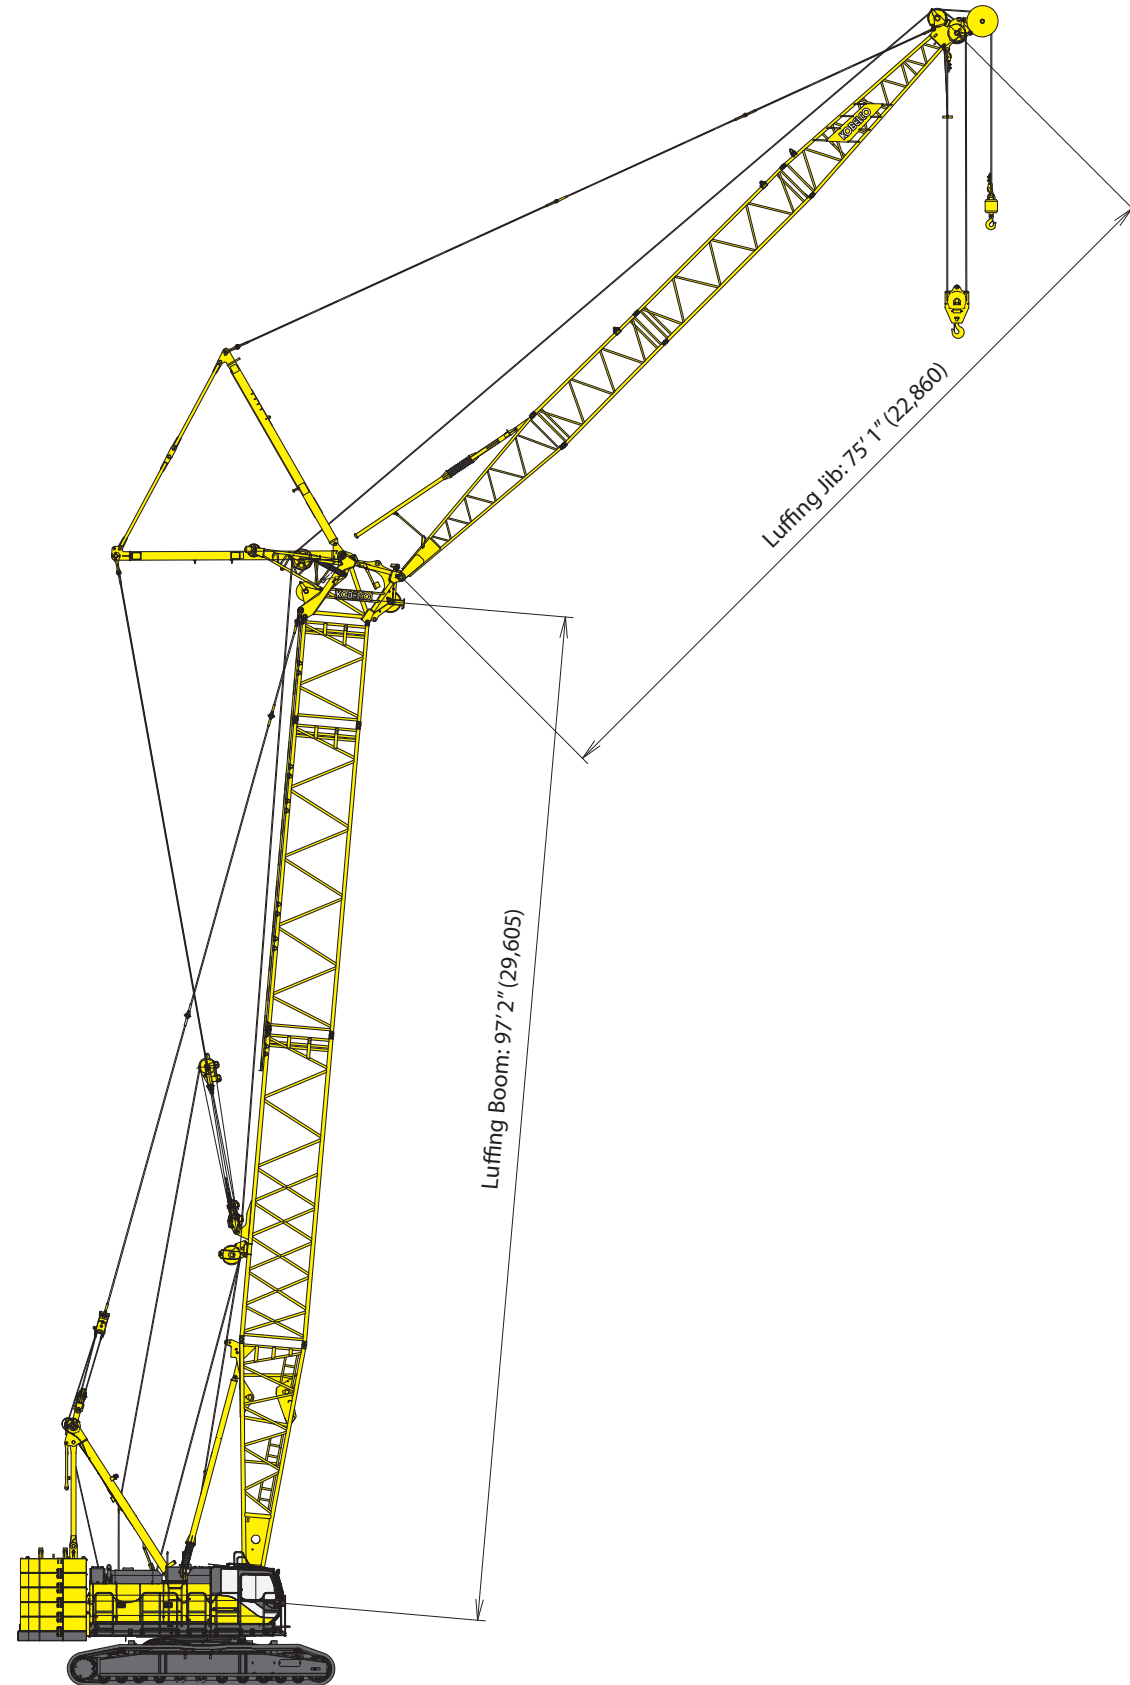 KOBELCO
Luffing Jib: 75’ 1” (22,860)
KOBELCO
Luffing Boom: 97’ 2” (29,605)